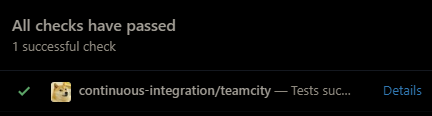 All checks have passed
1 successful check
continuous-integration/teamcity — Tests suc... Details